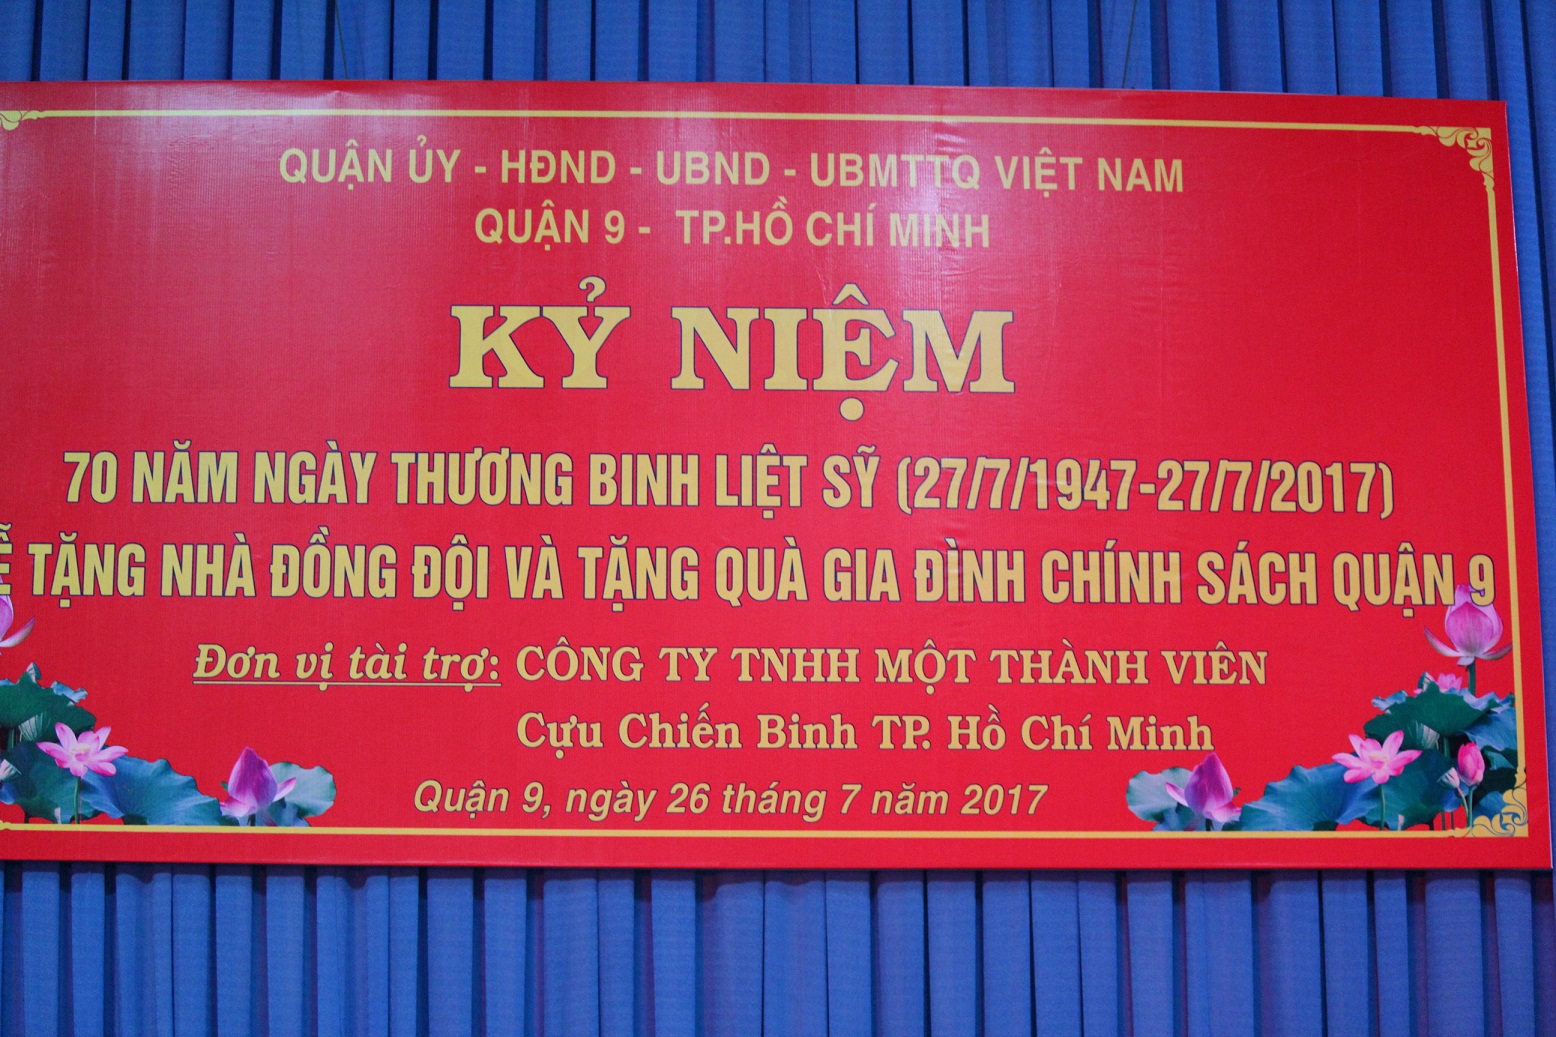 QUẬN ỦY - HĐND - UBND - UBMTTQ VIỆT NAM
QUẬN 9 - TP.HỒ CHÍ MINH
KỶ NIỆM
70 NĂM NGÀY THƯƠNG BINH LIỆT SỸ (27/7/1947-27/7/2017)
TẶNG NHÀ ĐỒNG ĐỘI VÀ TẶNG QUÀ GIA ĐÌNH CHÍNH SÁCH QUẬN 9
Đơn vị tài trợ: CÔNG TY TNHH MỘT THÀNH VIÊN
Cựu Chiến Binh TP. Hồ Chí Minh
Quận 9, ngày 26 tháng 7 năm 2017